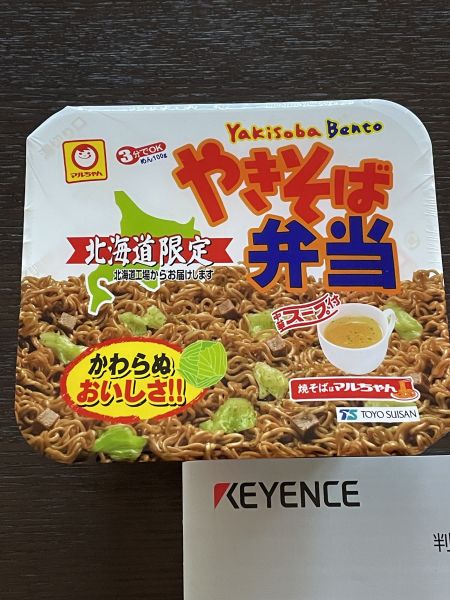 Yakisoba Bento
マルちゃん
3分でOK
めん100g
やきそば
弁当
北海道限定
北海道工場からお届けします
中華スープ付
かわらぬ
おいしさ!!
焼そばはマルちゃん
TS TOYO SUISAN
KEYENCE
判